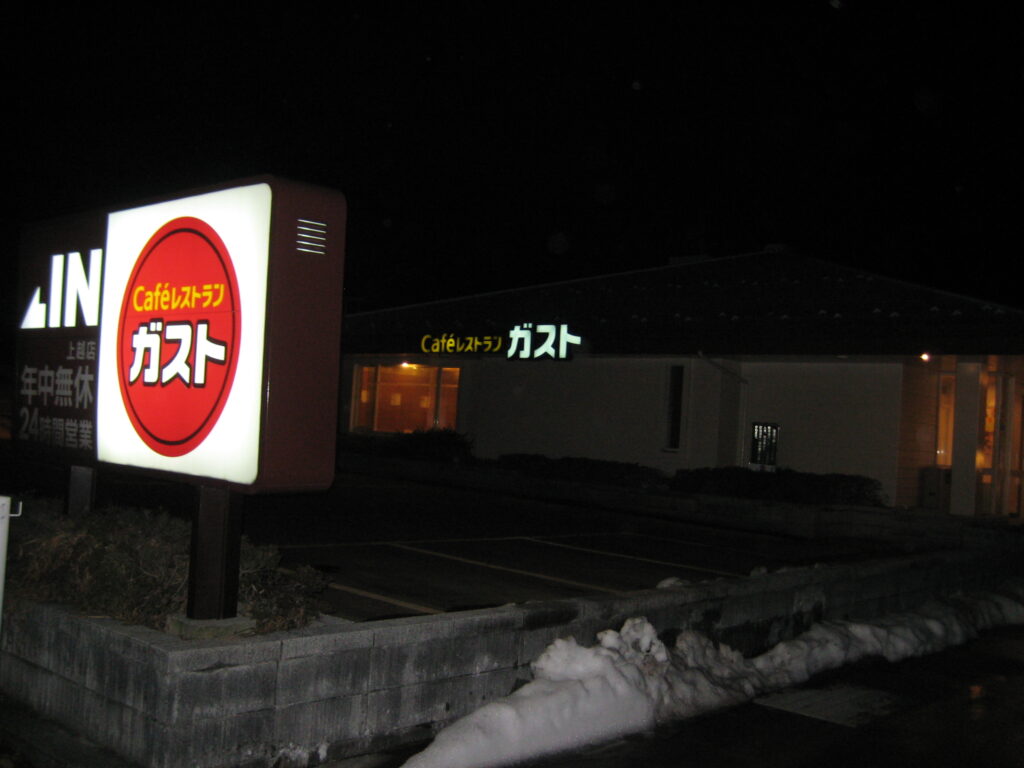 IN
上越店
年中無休
24時間営業
Caféレストラン
ガスト
Caféレストラン ガスト